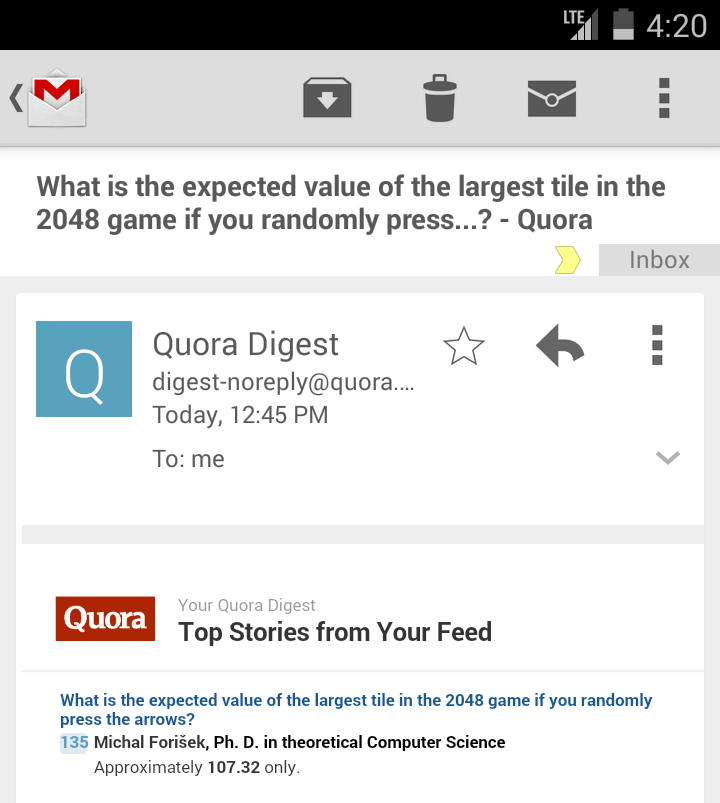 LTE 4:20
What is the expected value of the largest tile in the
2048 game if you randomly press...? - Quora
Inbox
Q
Quora Digest
digest-noreply@quora....
Today, 12:45 PM
To: me
Quora
Your Quora Digest
Top Stories from Your Feed
What is the expected value of the largest tile in the 2048 game if you randomly
press the arrows?
135 Michal Forišek, Ph. D. in theoretical Computer Science
Approximately 107.32 only.